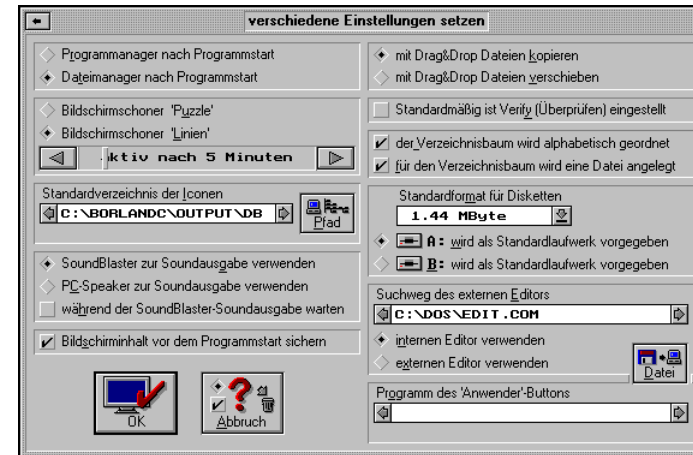 verschiedene Einstellungen setzen
Programmanager nach Programmstart
Dateimanager nach Programmstart
Bildschirmschoner 'Puzzle'
Bildschirmschoner 'Linien'
ktiv nach 5 Minuten
Standardverzeichnis der Iconen
C:\BORLANDC\OUTPUT\DB
Pfad
SoundBlaster zur Soundausgabe verwenden
PC-Speaker zur Soundausgabe verwenden
während der SoundBlaster-Soundausgabe warten
Bildschirminhalt vor dem Programmstart sichern
OK
Abbruch
mit Drag&Drop Dateien kopieren
mit Drag&Drop Dateien verschieben
Standardmäßig ist Verify (Überprüfen) eingestellt
der Verzeichnisbaum wird alphabetisch geordnet
für den Verzeichnisbaum wird eine Datei angelegt
Standardformat für Disketten
1.44 MByte
A: wird als Standardlaufwerk vorgegeben
B: wird als Standardlaufwerk vorgegeben
Suchweg des externen Editors
C:\DOS\EDIT.COM
internen Editor verwenden
externen Editor verwenden
Datei
Programm des 'Anwender'-Buttons